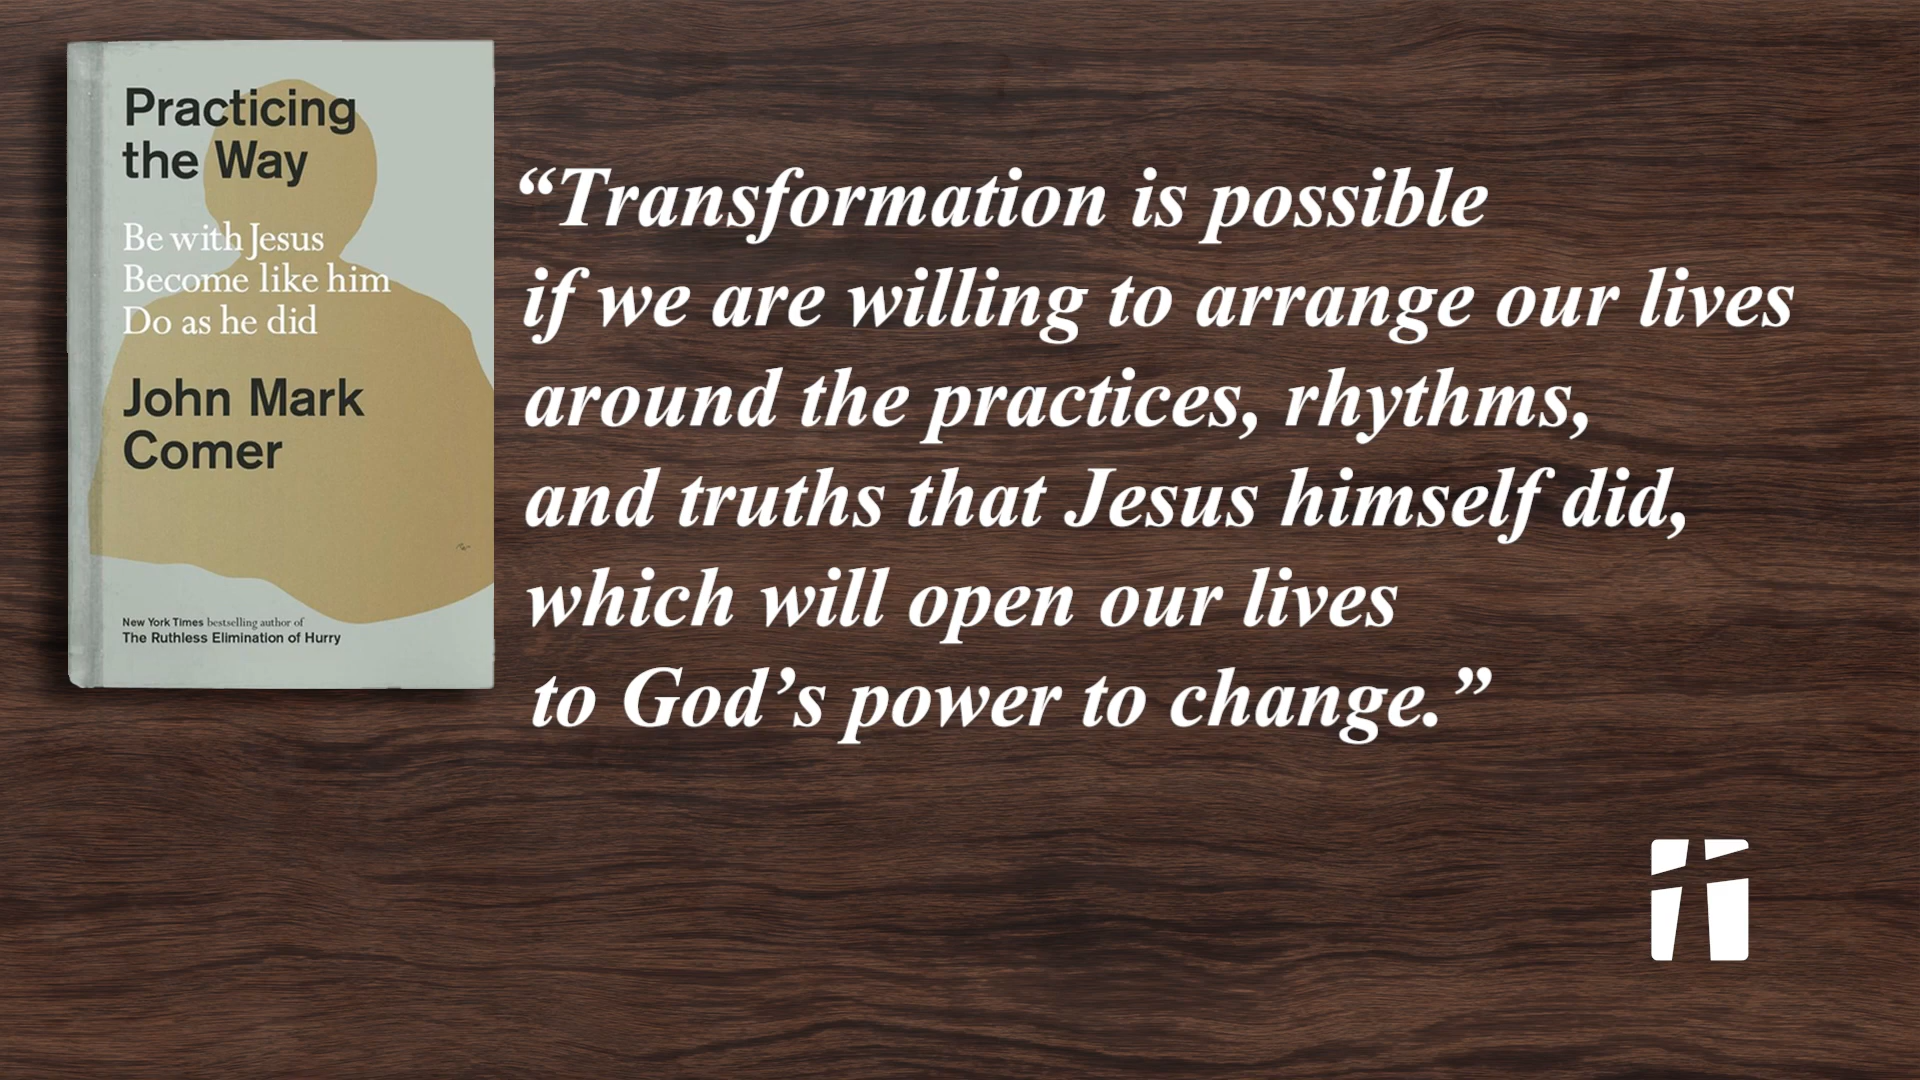 Practicing
the Way
Be with Jesus
Become like him
Do as he did
John Mark
Comer
New York Times bestselling author of
The Ruthless Elimination of Hurry
“Transformation is possible
if we are willing to arrange our lives
around the practices, rhythms,
and truths that Jesus himself did,
which will open our lives
to God’s power to change.”